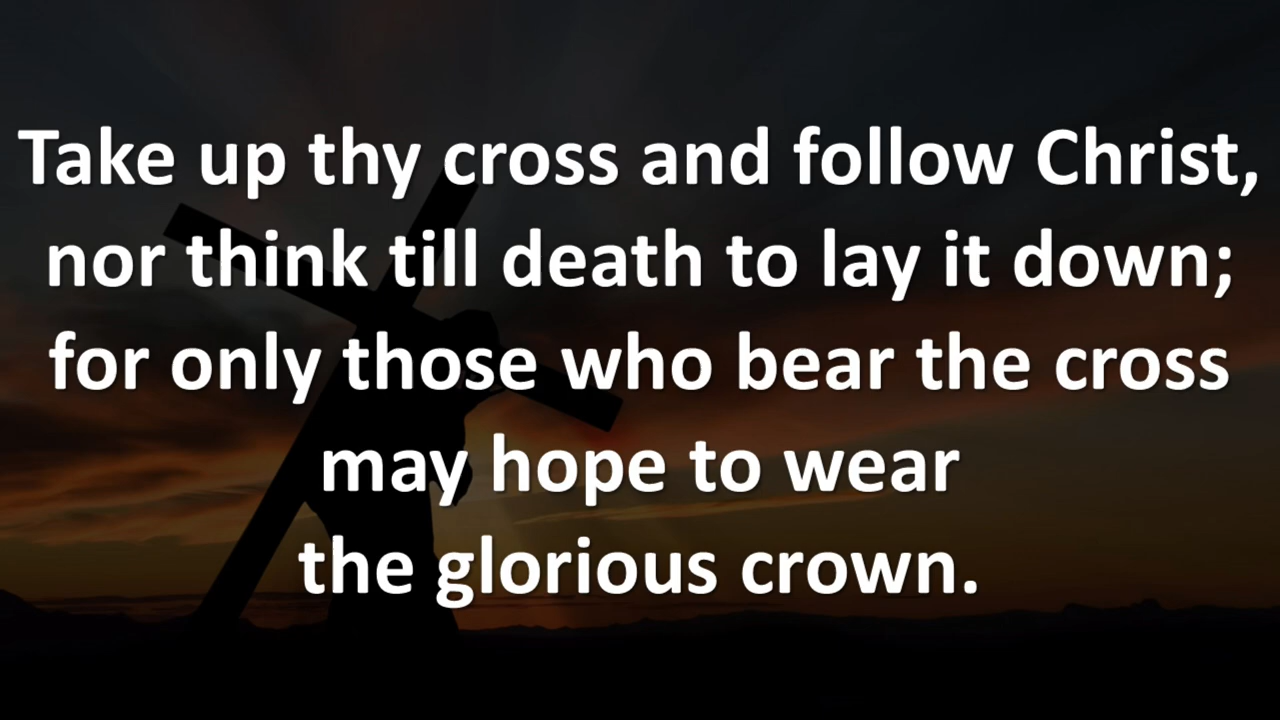 Take up thy cross and follow Christ,
nor think till death to lay it down;
for only those who bear the cross
may hope to wear
the glorious crown.